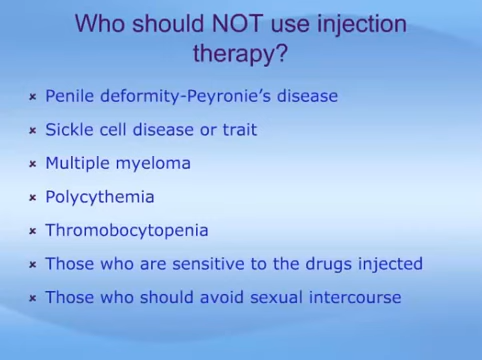 Who should NOT use injection
therapy?
Penile deformity-Peyronie's disease
Sickle cell disease or trait
Multiple myeloma
Polycythemia
Thromobocytopenia
Those who are sensitive to the drugs injected
Those who should avoid sexual intercourse